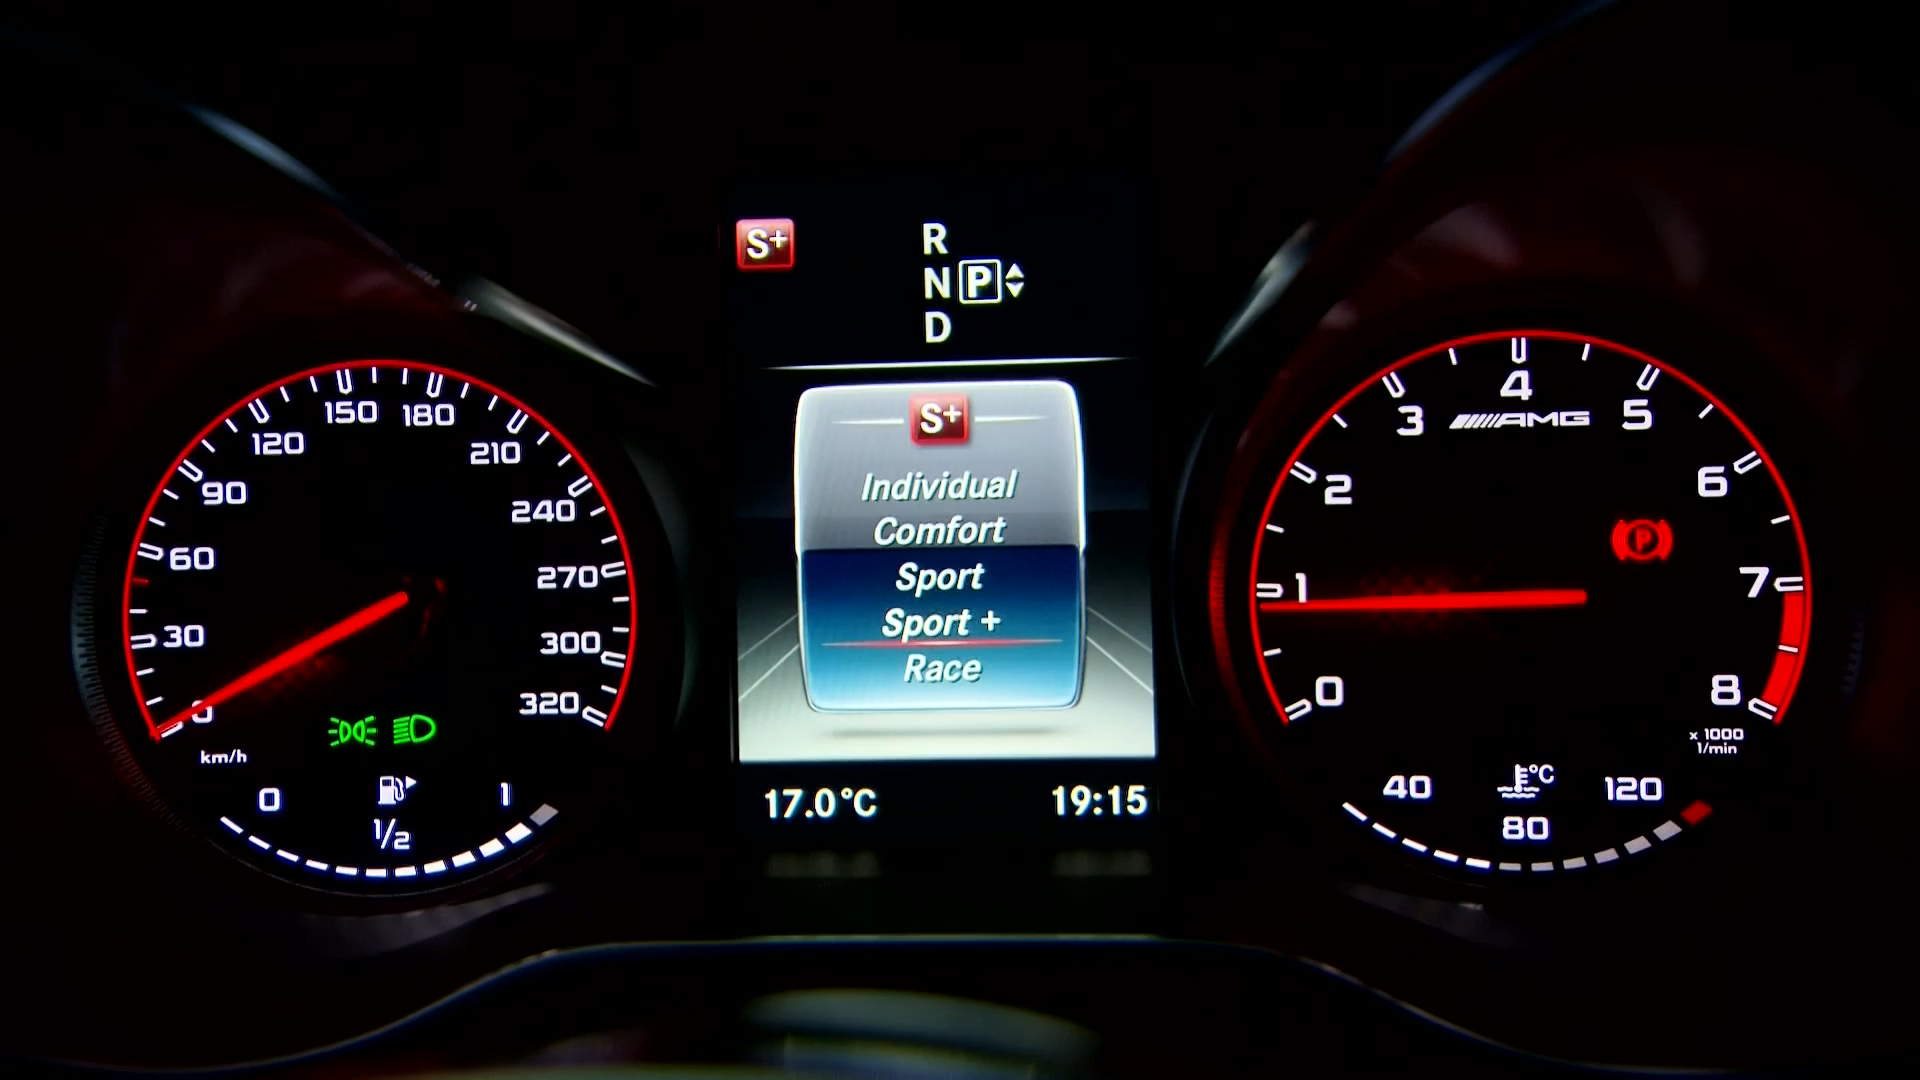 S+
R
N P
D
0
30
60
90
120
150
180
210
240
270
300
320
km/h
0
1/2
1
S+
Individual
Comfort
Sport
Sport +
Race
17.0°C
19:15
0
1
2
3
4
5
6
7
8
AMG
P
x 1000
1/min
40
°C
80
120